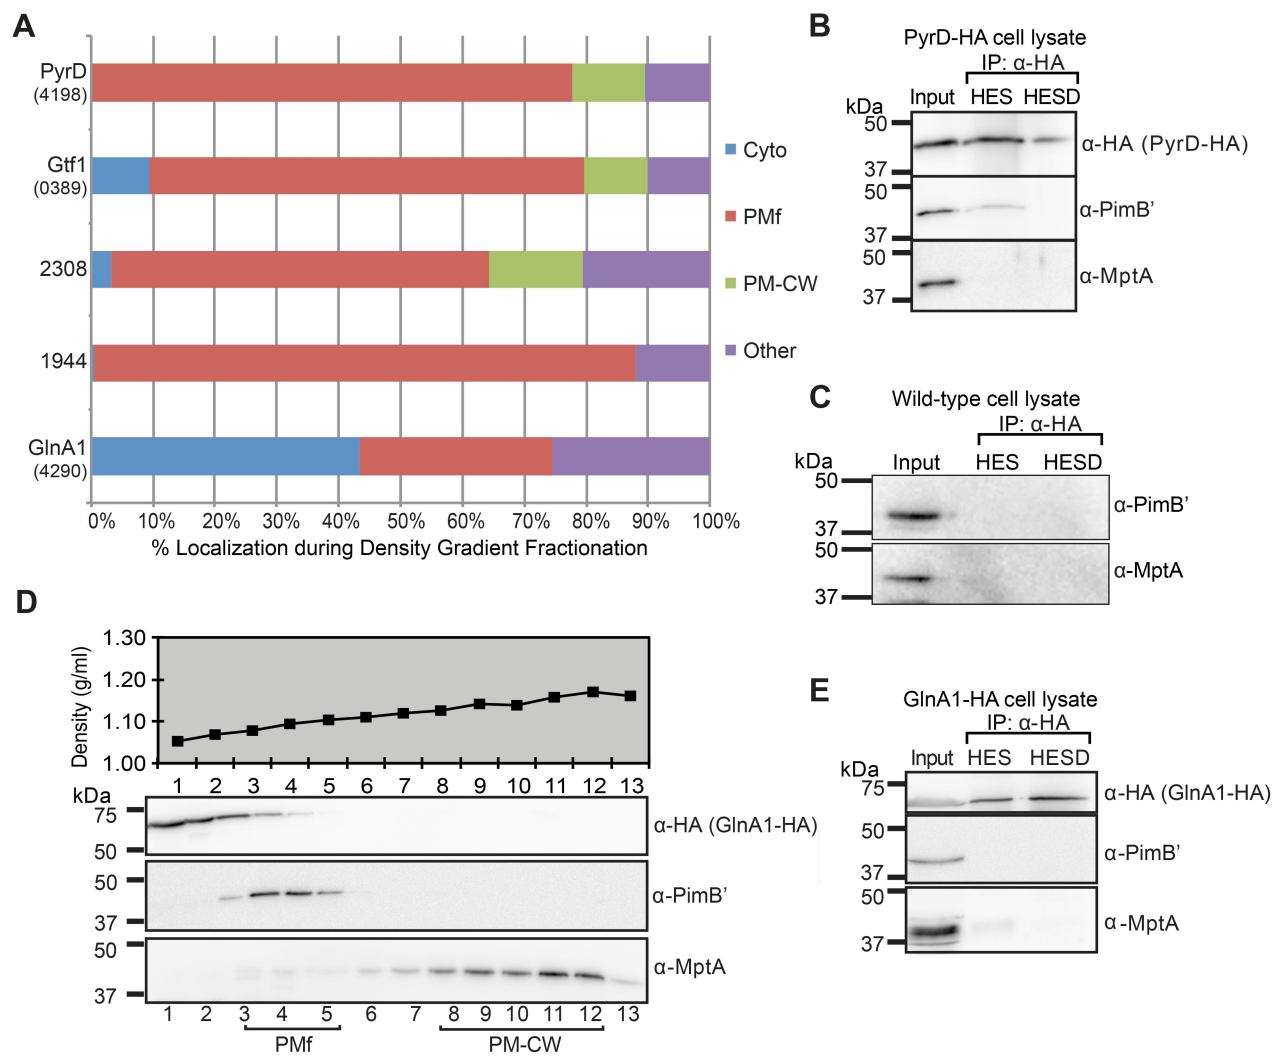 A
PyrD
(4198)
Gtf1
(0389)
2308
1944
GlnA1
(4290)
0% 10% 20% 30% 40% 50% 60% 70% 80% 90% 100%
% Localization during Density Gradient Fractionation
Cyto
PMf
PM-CW
Other
B
PyrD-HA cell lysate
IP: α-HA
kDa Input HES HESD
50
37
α-HA (PyrD-HA)
50
37
α-PimB’
50
37
α-MptA
C
Wild-type cell lysate
IP: α-HA
kDa Input HES HESD
50
37
α-PimB’
50
37
α-MptA
D
Density (g/ml)
1.30
1.20
1.10
1.00
1 2 3 4 5 6 7 8 9 10 11 12 13
kDa
75
50
α-HA (GlnA1-HA)
50
37
α-PimB’
50
37
α-MptA
1 2 3 4 5 6 7 8 9 10 11 12 13
PMf PM-CW
E
GlnA1-HA cell lysate
IP: α-HA
kDa Input HES HESD
75
50
α-HA (GlnA1-HA)
37
α-PimB’
50
37
α-MptA